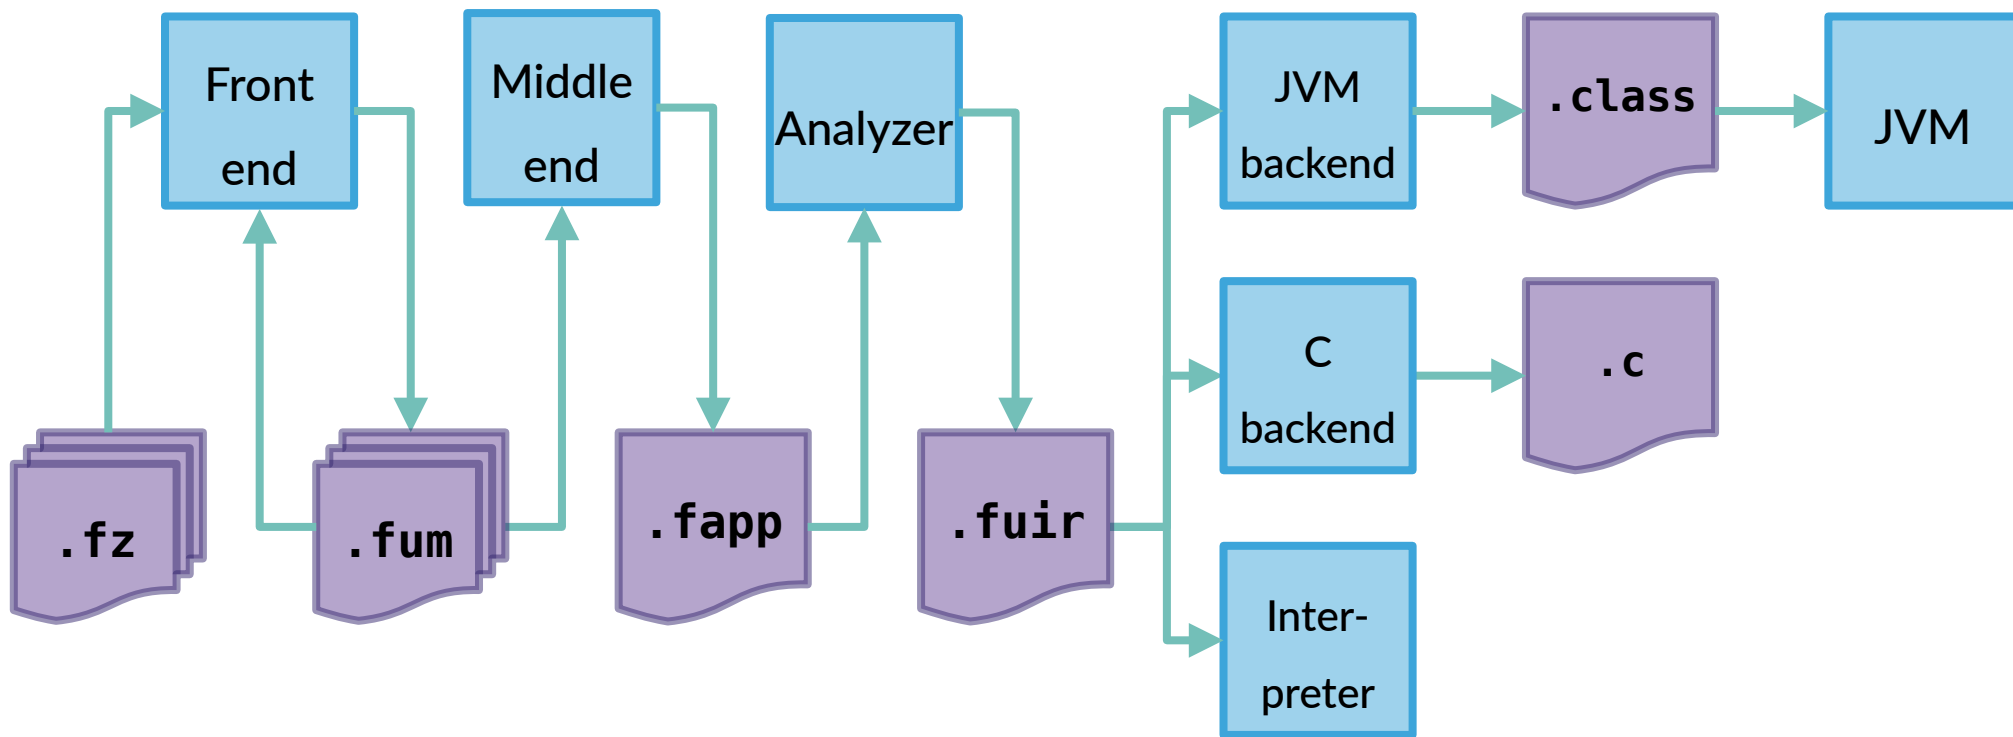 Front
end
Middle
end
Analyzer
JVM
backend
.class
JVM
C
backend
.c
.fz
.fum
.fapp
.fuir
Inter-
preter